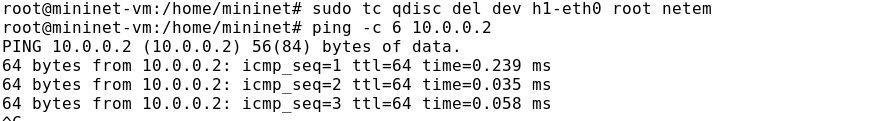 root@mininet-vm:/home/mininet# sudo tc qdisc del dev h1-eth0 root netem
root@mininet-vm:/home/mininet# ping -c 6 10.0.0.2
PING 10.0.0.2 (10.0.0.2) 56(84) bytes of data.
64 bytes from 10.0.0.2: icmp_seq=1 ttl=64 time=0.239 ms
64 bytes from 10.0.0.2: icmp_seq=2 ttl=64 time=0.035 ms
64 bytes from 10.0.0.2: icmp_seq=3 ttl=64 time=0.058 ms
^C